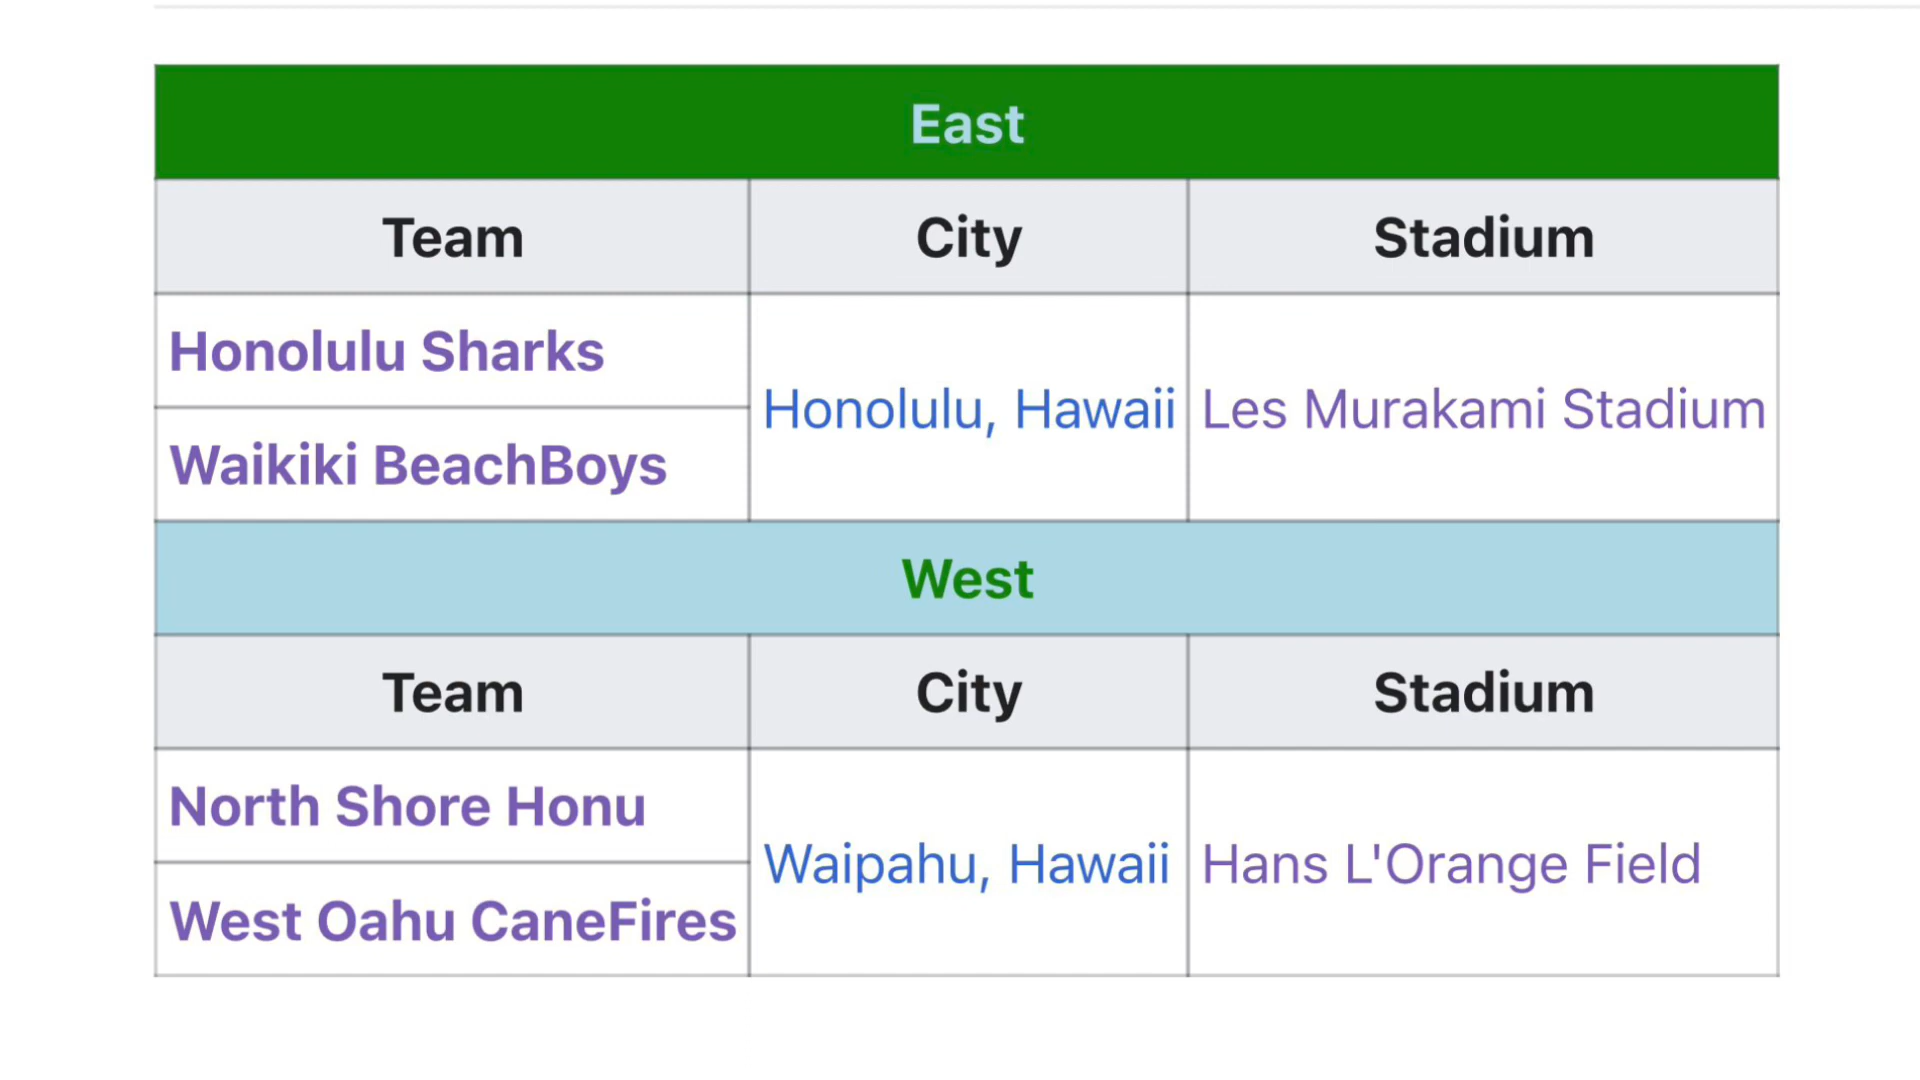 East
Team City Stadium
Honolulu Sharks
Honolulu, Hawaii Les Murakami Stadium
Waikiki BeachBoys
West
Team City Stadium
North Shore Honu
Waipahu, Hawaii Hans L'Orange Field
West Oahu CaneFires